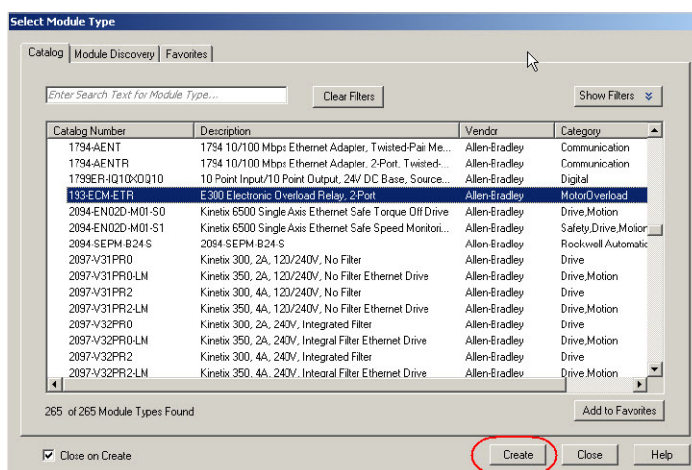 Select Module Type
Catalog Module Discovery Favorites
Enter Search Text for Module Type... Clear Filters Show Filters
Catalog Number Description Vendor Category
1794-AENT 1794 10/100 Mbps Ethernet Adapter, Twisted-Pair Me... Allen-Bradley Communication
1794-AENTR 1794 10/100 Mbps Ethernet Adapter, 2-Port, Twisted-... Allen-Bradley Communication
1799ER-IQ10XOQ10 10 Point Input/10 Point Output, 24V DC Base, Source... Allen-Bradley Digital
193-ECM-ETR E300 Electronic Overload Relay, 2-Port Allen-Bradley MotorOverload
2094-EN02D-M01-S0 Kinetix 6500 Single Axis Ethernet Safe Torque Off Drive Allen-Bradley Drive,Motion
2094-EN02D-M01-S1 Kinetix 6500 Single Axis Ethernet Safe Speed Monitori... Allen-Bradley Safety,Drive,Motion
2094-SEPM-B24-S 2094-SEPM-B24-S Allen-Bradley Rockwell Automatic
2097-V31PR0 Kinetix 300, 2A, 120/240V, No Filter Allen-Bradley Drive
2097-V31PR0-LM Kinetix 350, 2A, 120/240V, No Filter Ethernet Drive Allen-Bradley Drive,Motion
2097-V31PR2 Kinetix 300, 4A, 120/240V, No Filter Allen-Bradley Drive
2097-V31PR2-LM Kinetix 350, 4A, 120/240V, No Filter Ethernet Drive Allen-Bradley Drive,Motion
2097-V32PR0 Kinetix 300, 2A, 240V, Integrated Filter Allen-Bradley Drive
2097-V32PR0-LM Kinetix 350, 2A, 240V, Integral Filter Ethernet Drive Allen-Bradley Drive,Motion
2097-V32PR2 Kinetix 300, 4A, 240V, Integrated Filter Allen-Bradley Drive
2097-V32PR2-LM Kinetix 350, 4A, 240V, Integral Filter Ethernet Drive Allen-Bradley Drive,Motion
265 of 265 Module Types Found Add to Favorites
Close on Create Create Close Help